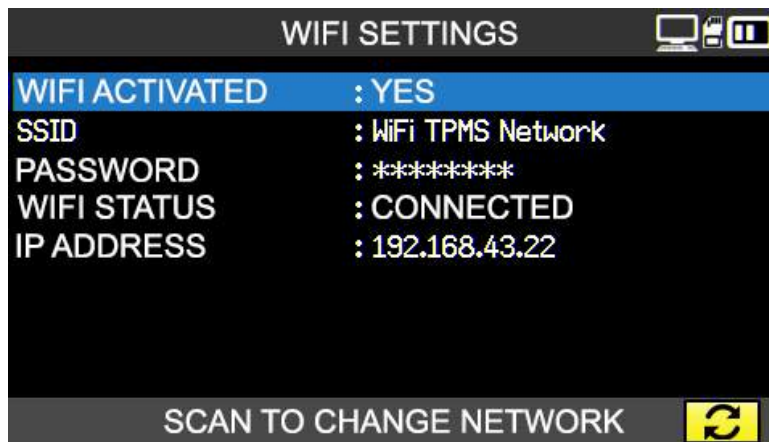 WIFI SETTINGS
WIFI ACTIVATED : YES
SSID : WiFi TPMS Network
PASSWORD : ********
WIFI STATUS : CONNECTED
IP ADDRESS : 192.168.43.22
SCAN TO CHANGE NETWORK